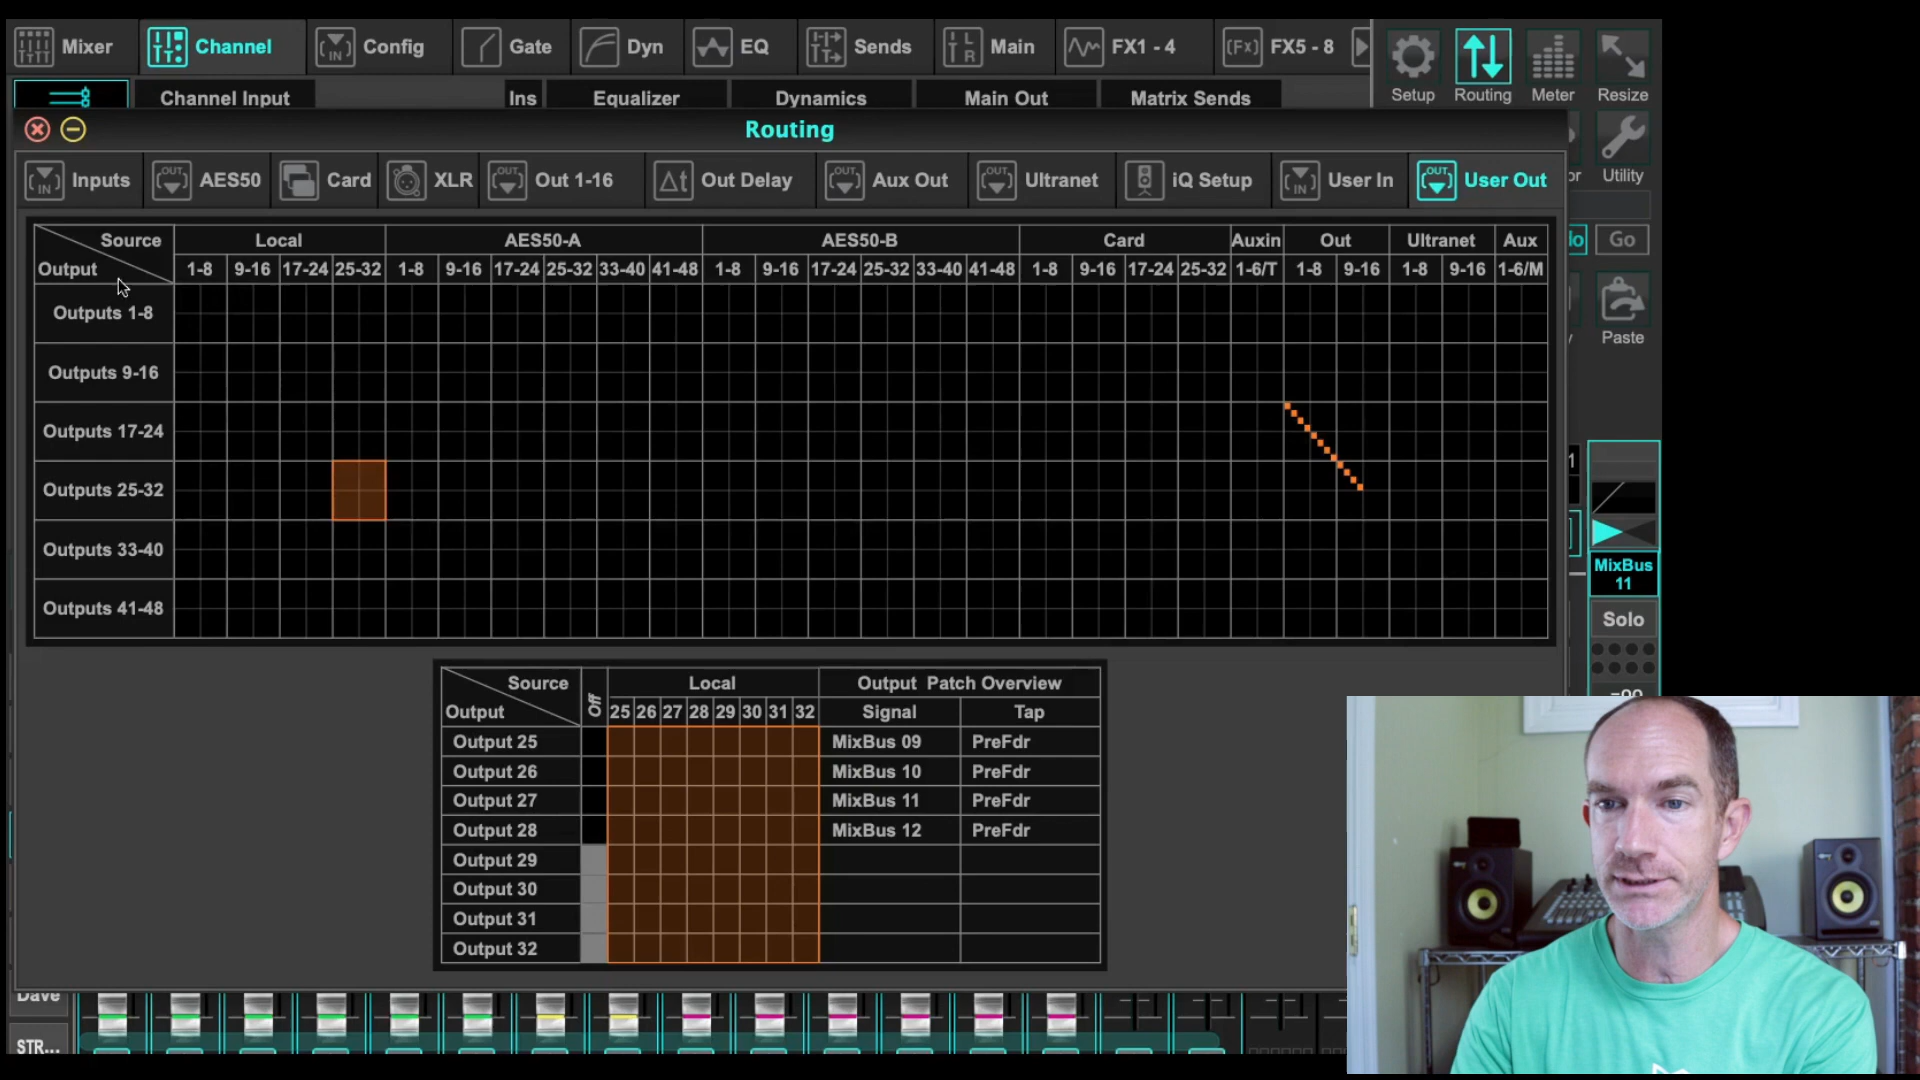 Mixer Channel Config Gate Dyn EQ Sends Main FX1 - 4 FX5 - 8
Setup Routing Meter Resize
Channel Input Ins Equalizer Dynamics Main Out Matrix Sends
Routing
Utility
Inputs AES50 Card XLR Out 1-16 Out Delay Aux Out Ultranet iQ Setup User In User Out
Go
Paste
Source Local AES50-A AES50-B Card Auxin Out Ultranet Aux
Output 1-8 9-16 17-24 25-32 1-8 9-16 17-24 25-32 33-40 41-48 1-8 9-16 17-24 25-32 33-40 41-48 1-8 9-16 17-24 25-32 1-6/T 1-8 9-16 1-8 9-16 1-6/M
Outputs 1-8
Outputs 9-16
Outputs 17-24
Outputs 25-32
Outputs 33-40
Outputs 41-48
MixBus
11
Solo
Source Off Local Output Patch Overview
Output 25 26 27 28 29 30 31 32 Signal Tap
Output 25 MixBus 09 PreFdr
Output 26 MixBus 10 PreFdr
Output 27 MixBus 11 PreFdr
Output 28 MixBus 12 PreFdr
Output 29
Output 30
Output 31
Output 32
Dave
STR...